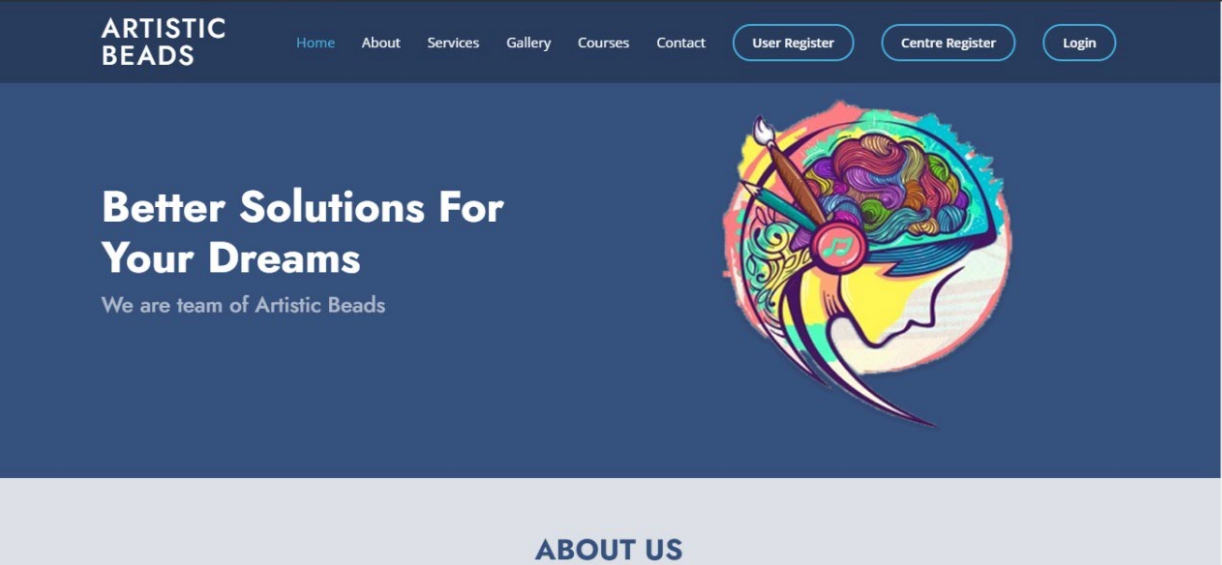 ARTISTIC
BEADS
Home About Services Gallery Courses Contact User Register Centre Register Login
Better Solutions For
Your Dreams
We are team of Artistic Beads
ABOUT US